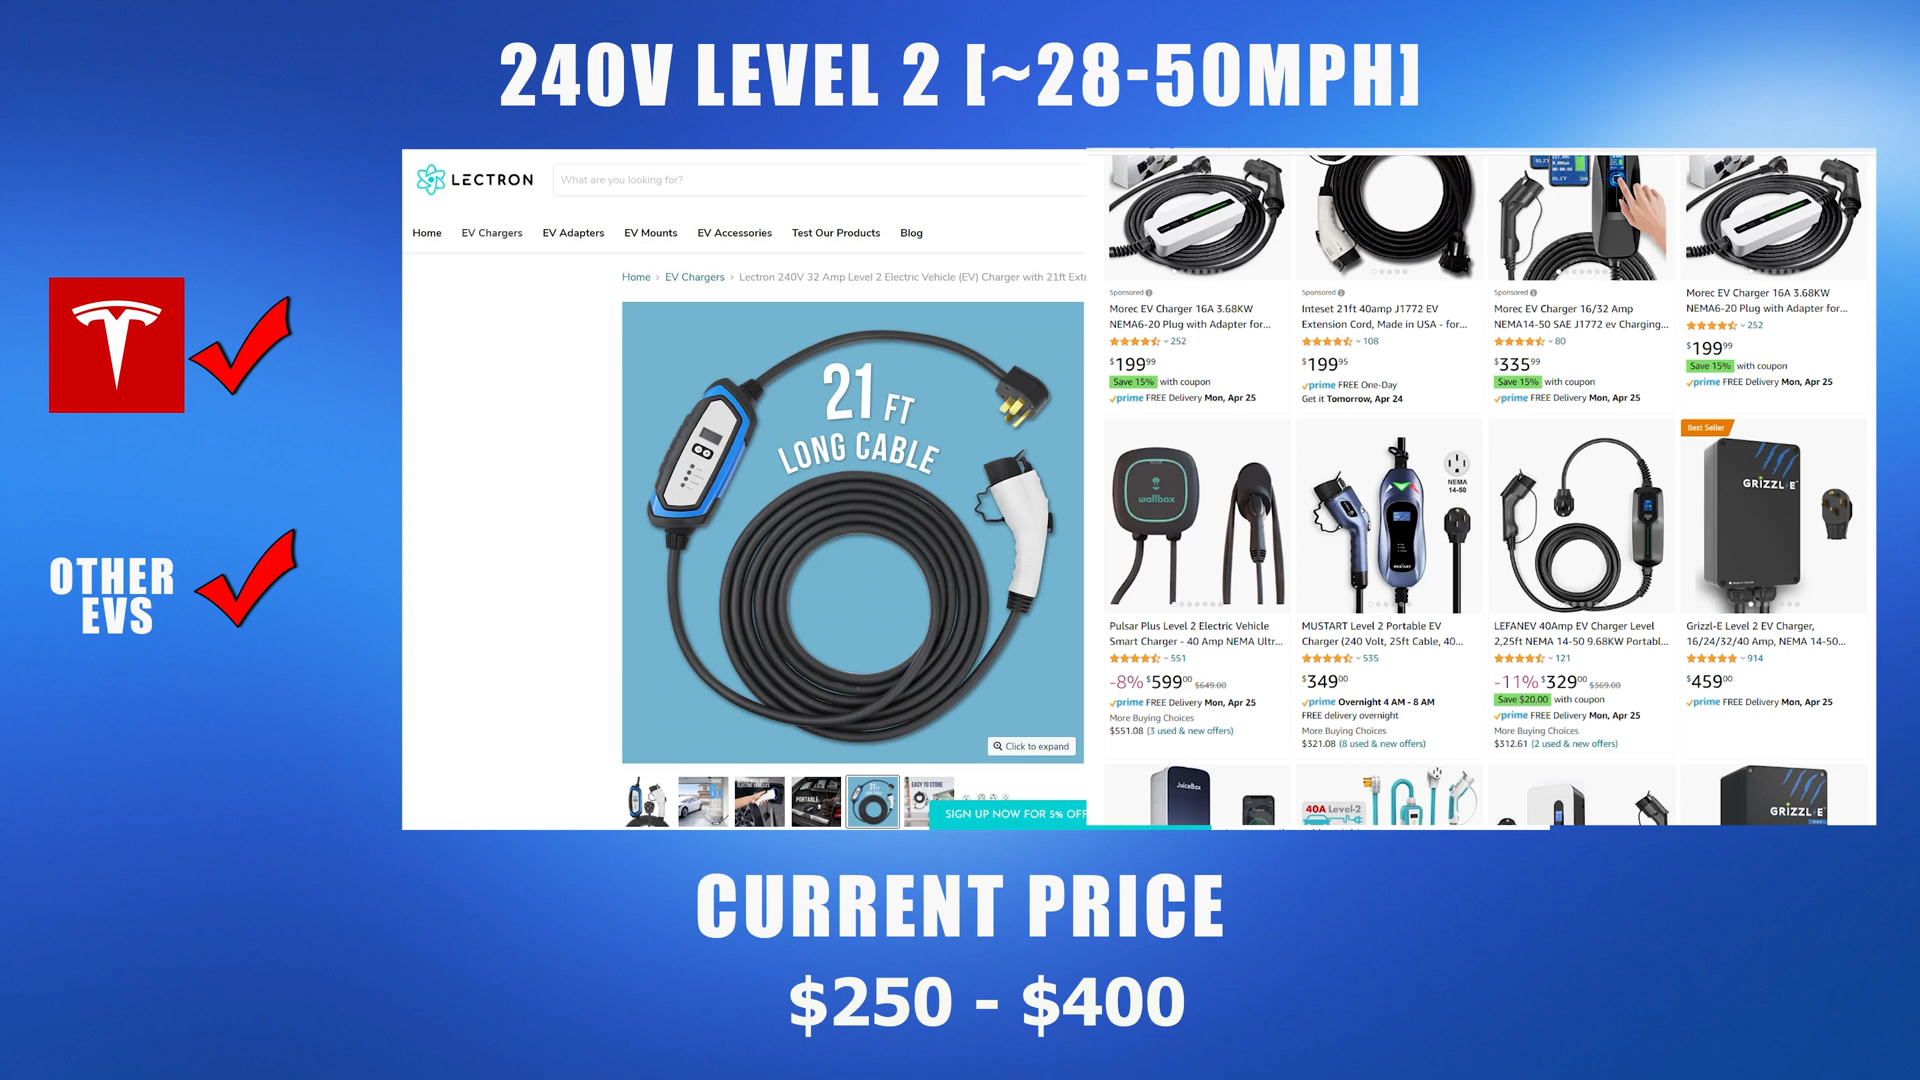 240V LEVEL 2 [~28-50MPH]
LECTRON
What are you looking for?
Home EV Chargers EV Adapters EV Mounts EV Accessories Test Our Products Blog
Home › EV Chargers › Lectron 240V 32 Amp Level 2 Electric Vehicle (EV) Charger with 21ft Exte
21 FT
LONG CABLE
Click to expand
PORTABLE
EASY TO STORE
SIGN UP NOW FOR 5% OFF
OTHER
EVS
Sponsored
Morec EV Charger 16A 3.68KW
NEMA6-20 Plug with Adapter for...
252
$199.99
Save 15% with coupon
prime FREE Delivery Mon, Apr 25
Sponsored
Inteset 21ft 40amp J1772 EV
Extension Cord, Made in USA - for...
108
$199.95
prime FREE One-Day
Get it Tomorrow, Apr 24
Sponsored
Morec EV Charger 16/32 Amp
NEMA14-50 SAE J1772 ev Charging...
80
$335.99
Save 15% with coupon
prime FREE Delivery Mon, Apr 25
Morec EV Charger 16A 3.68KW
NEMA6-20 Plug with Adapter for...
252
$199.99
Save 15% with coupon
prime FREE Delivery Mon, Apr 25
wallbox
Pulsar Plus Level 2 Electric Vehicle
Smart Charger - 40 Amp NEMA Ultr...
551
-8% $599.00 $649.00
prime FREE Delivery Mon, Apr 25
More Buying Choices
$551.08 (3 used & new offers)
NEMA
14-50
MUSTART
MUSTART Level 2 Portable EV
Charger (240 Volt, 25ft Cable, 40...
535
$349.00
prime Overnight 4 AM - 8 AM
FREE delivery overnight
More Buying Choices
$321.08 (8 used & new offers)
LEFANEV 40Amp EV Charger Level
2,25ft NEMA 14-50 9.68KW Portabl...
121
-11% $329.00 $369.00
Save $20.00 with coupon
prime FREE Delivery Mon, Apr 25
More Buying Choices
$312.61 (2 used & new offers)
Best Seller
GRIZZL-E
Grizzl-E Level 2 EV Charger,
16/24/32/40 Amp, NEMA 14-50...
914
$459.00
prime FREE Delivery Mon, Apr 25
JuiceBox
40A Level-2
GRIZZL-E
CURRENT PRICE
$250 - $400